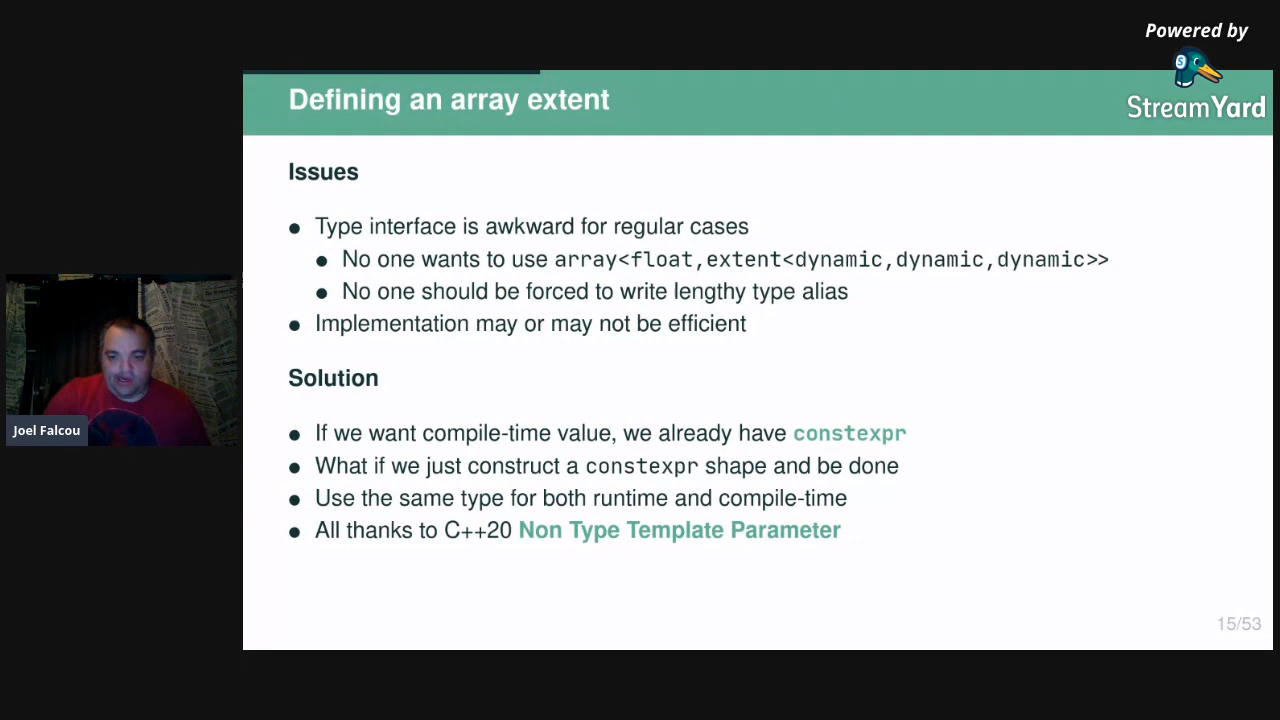 Powered by
StreamYard
Defining an array extent
Issues
● Type interface is awkward for regular cases
● No one wants to use array<float,extent<dynamic,dynamic,dynamic>>
● No one should be forced to write lengthy type alias
● Implementation may or may not be efficient
Solution
● If we want compile-time value, we already have constexpr
● What if we just construct a constexpr shape and be done
● Use the same type for both runtime and compile-time
● All thanks to C++20 Non Type Template Parameter
Joel Falcou
15/53